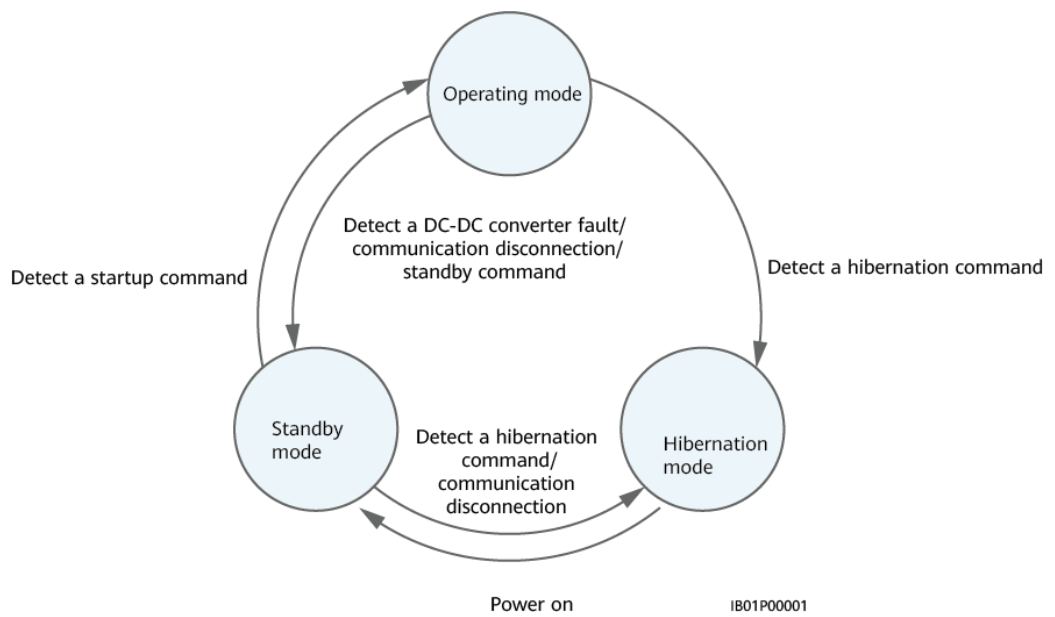 Operating mode
Detect a DC-DC converter fault/
communication disconnection/
standby command
Detect a startup command
Detect a hibernation command
Standby
mode
Detect a hibernation
command/
communication
disconnection
Hibernation
mode
Power on
IB01P00001